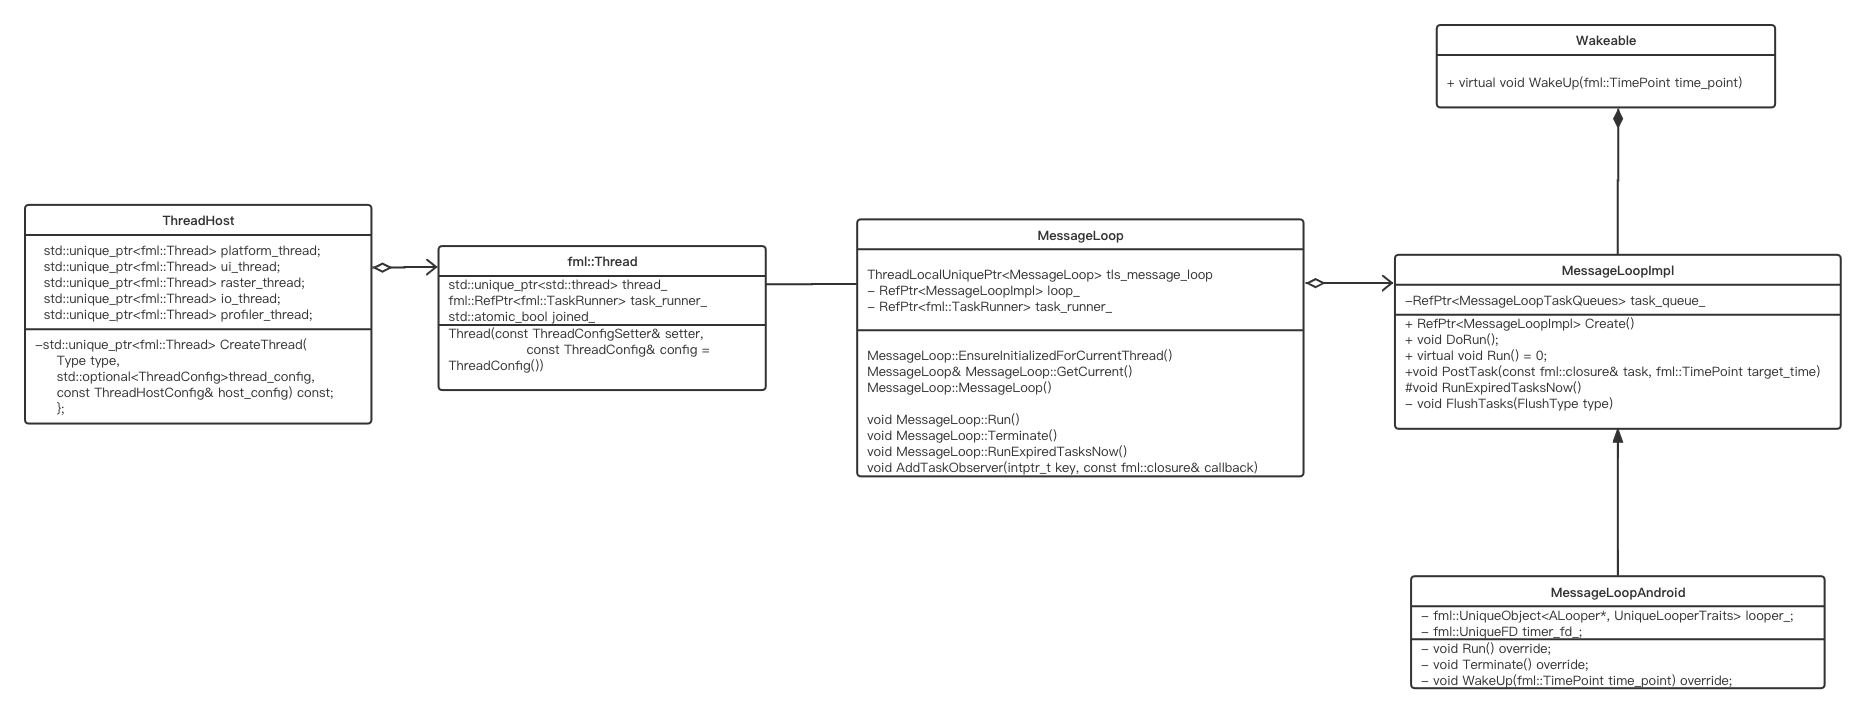 Wakeable
+ virtual void WakeUp(fml::TimePoint time_point)
ThreadHost
std::unique_ptr<fml::Thread> platform_thread;
std::unique_ptr<fml::Thread> ui_thread;
std::unique_ptr<fml::Thread> raster_thread;
std::unique_ptr<fml::Thread> io_thread;
std::unique_ptr<fml::Thread> profiler_thread;
-std::unique_ptr<fml::Thread> CreateThread(
Type type,
std::optional<ThreadConfig>thread_config,
const ThreadHostConfig& host_config) const;
};
fml::Thread
std::unique_ptr<std::thread> thread_
fml::RefPtr<fml::TaskRunner> task_runner_
std::atomic_bool joined_
Thread(const ThreadConfigSetter& setter,
const ThreadConfig& config =
ThreadConfig())
MessageLoop
ThreadLocalUniquePtr<MessageLoop> tls_message_loop
- RefPtr<MessageLoopImpl> loop_
- RefPtr<fml::TaskRunner> task_runner_
MessageLoop::EnsureInitializedForCurrentThread()
MessageLoop& MessageLoop::GetCurrent()
MessageLoop::MessageLoop()
void MessageLoop::Run()
void MessageLoop::Terminate()
void MessageLoop::RunExpiredTasksNow()
void AddTaskObserver(intptr_t key, const fml::closure& callback)
MessageLoopImpl
-RefPtr<MessageLoopTaskQueues> task_queue_
+ RefPtr<MessageLoopImpl> Create()
+ void DoRun();
+ virtual void Run() = 0;
+void PostTask(const fml::closure& task, fml::TimePoint target_time)
#void RunExpiredTasksNow()
- void FlushTasks(FlushType type)
MessageLoopAndroid
- fml::UniqueObject<ALooper*, UniqueLooperTraits> looper_;
- fml::UniqueFD timer_fd_;
- void Run() override;
- void Terminate() override;
- void WakeUp(fml::TimePoint time_point) override;